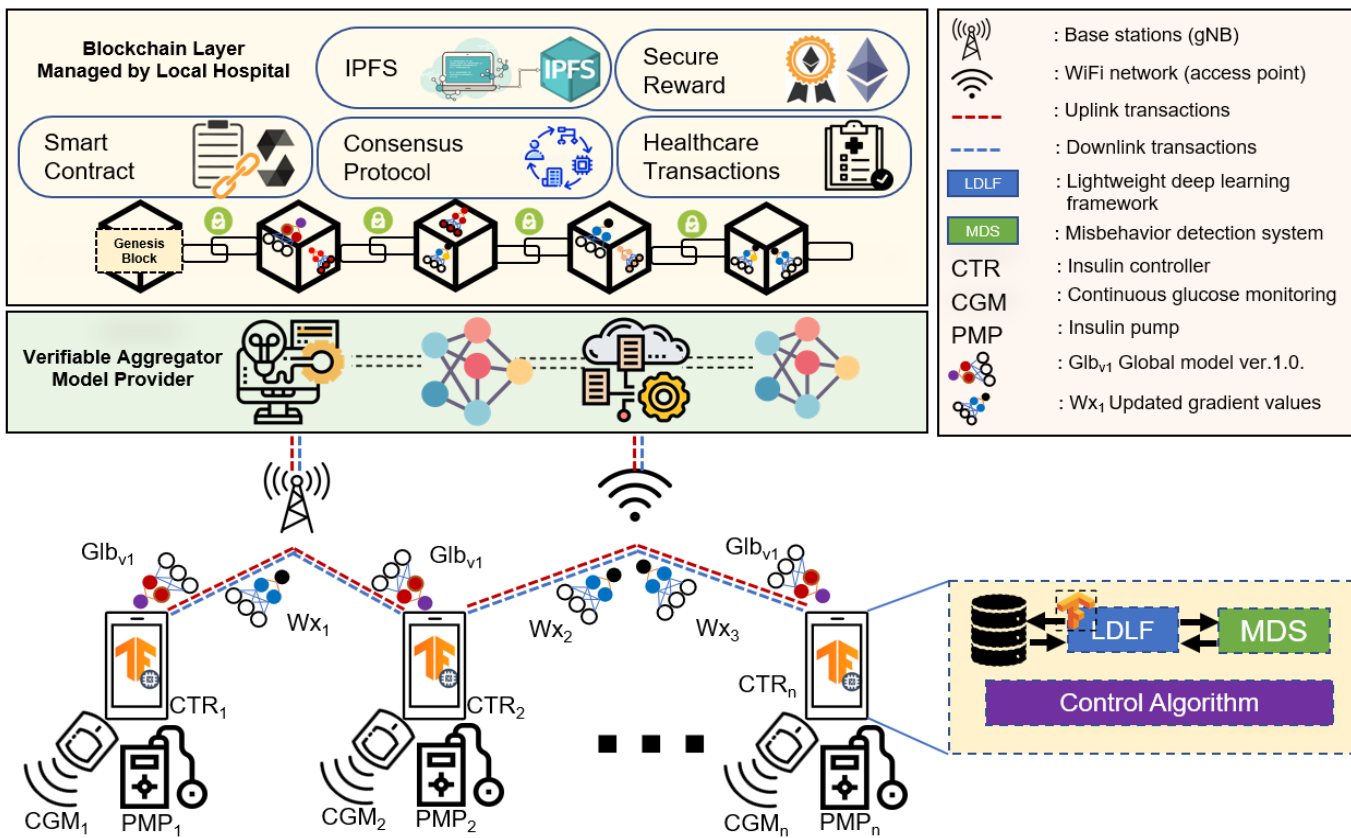 Blockchain Layer
Managed by Local Hospital
IPFS
IPFS
Secure
Reward
Smart
Contract
Consensus
Protocol
Healthcare
Transactions
Genesis
Block
Verifiable Aggregator
Model Provider
: Base stations (gNB)
: WiFi network (access point)
: Uplink transactions
: Downlink transactions
LDLF : Lightweight deep learning
framework
MDS : Misbehavior detection system
CTR : Insulin controller
CGM : Continuous glucose monitoring
PMP : Insulin pump
: Glbv1 Global model ver.1.0.
: Wx1 Updated gradient values
Glbv1
Wx1
Glbv1
Wx2
Wx3
Glbv1
CTR1
CTR2
CTRn
CGM1
PMP1
CGM2
PMP2
CGMn
PMPn
LDLF
MDS
Control Algorithm